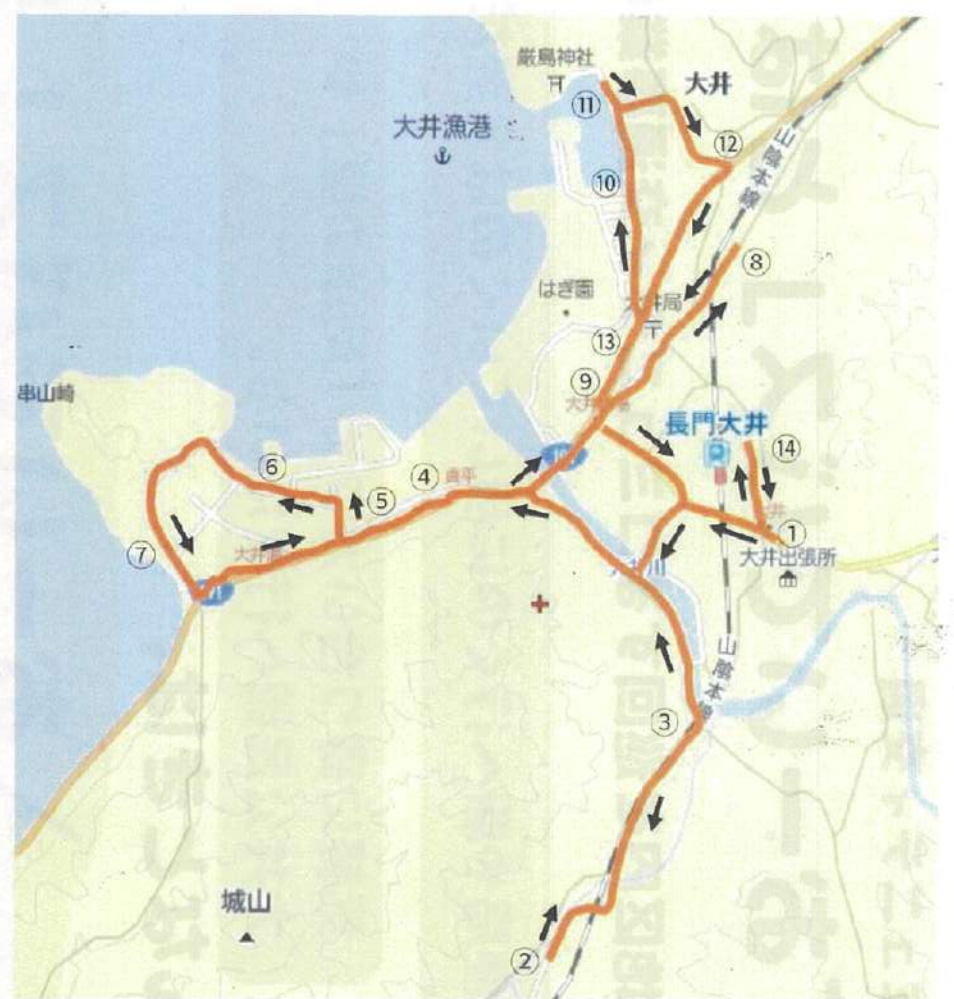 厳島神社
⑪
大井
大井漁港
⑫
山陰本線
⑩
⑧
はぎ園
大井局
⑬
串山崎
⑨
長門大井
⑭
⑥
④
⑤
①
大井出張所
⑦
大井川
山陰本線
③
城山
②